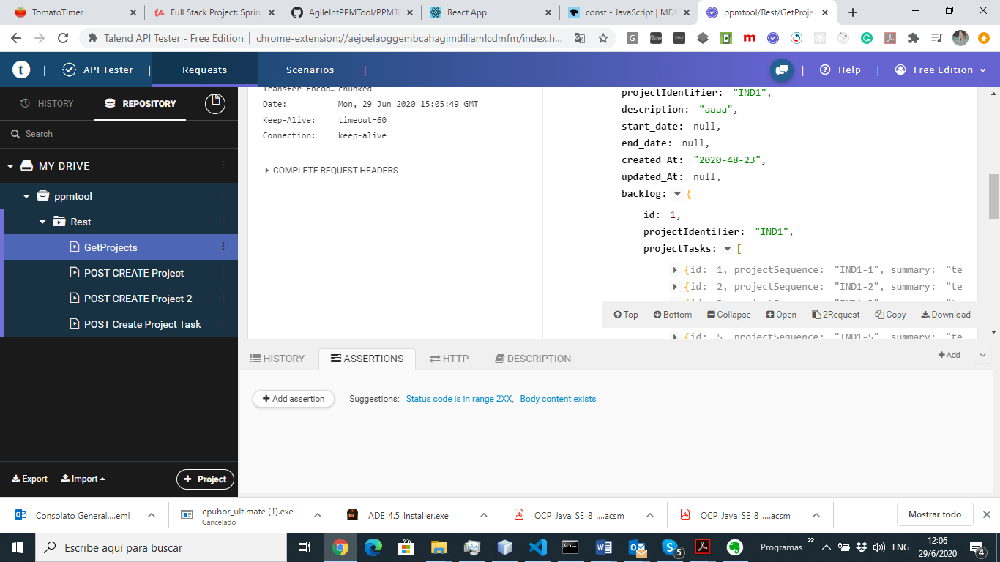 TomatoTimer
Full Stack Project: Sprin
AgileIntPPMTool/PPMTo
React App
const - JavaScript | MDN
ppmtool/Rest/GetProje
Talend API Tester - Free Edition | chrome-extension://aejoelaoggembcahagimdiliamlcdmfm/index.h...
t | API Tester | Requests Scenarios | | Help | Free Edition
HISTORY
REPOSITORY
Search
MY DRIVE
ppmtool
Rest
GetProjects
POST CREATE Project
POST CREATE Project 2
POST Create Project Task
Export
Import
+ Project
Transfer-Encod… chunked
Date: Mon, 29 Jun 2020 15:05:49 GMT
Keep-Alive: timeout=60
Connection: keep-alive
COMPLETE REQUEST HEADERS
projectIdentifier: "IND1",
description: "aaaa",
start_date: null,
end_date: null,
created_At: "2020-48-23",
updated_At: null,
backlog: {
id: 1,
projectIdentifier: "IND1",
projectTasks: [
{id: 1, projectSequence: "IND1-1", summary: "te
{id: 2, projectSequence: "IND1-2", summary: "te
Top Bottom Collapse Open 2Request Copy Download
{id: 5, projectSequence: "IND1-5", summary: "te
HISTORY
ASSERTIONS
HTTP
DESCRIPTION
+ Add
+ Add assertion
Suggestions: Status code is in range 2XX, Body content exists
Consolato General....eml
epubor_ultimate (1).exe
Cancelado
ADE_4.5_Installer.exe
OCP_Java_SE_8_....acsm
OCP_Java_SE_8_....acsm
Mostrar todo
Escribe aquí para buscar
5
Programas
ENG
12:06
29/6/2020
4